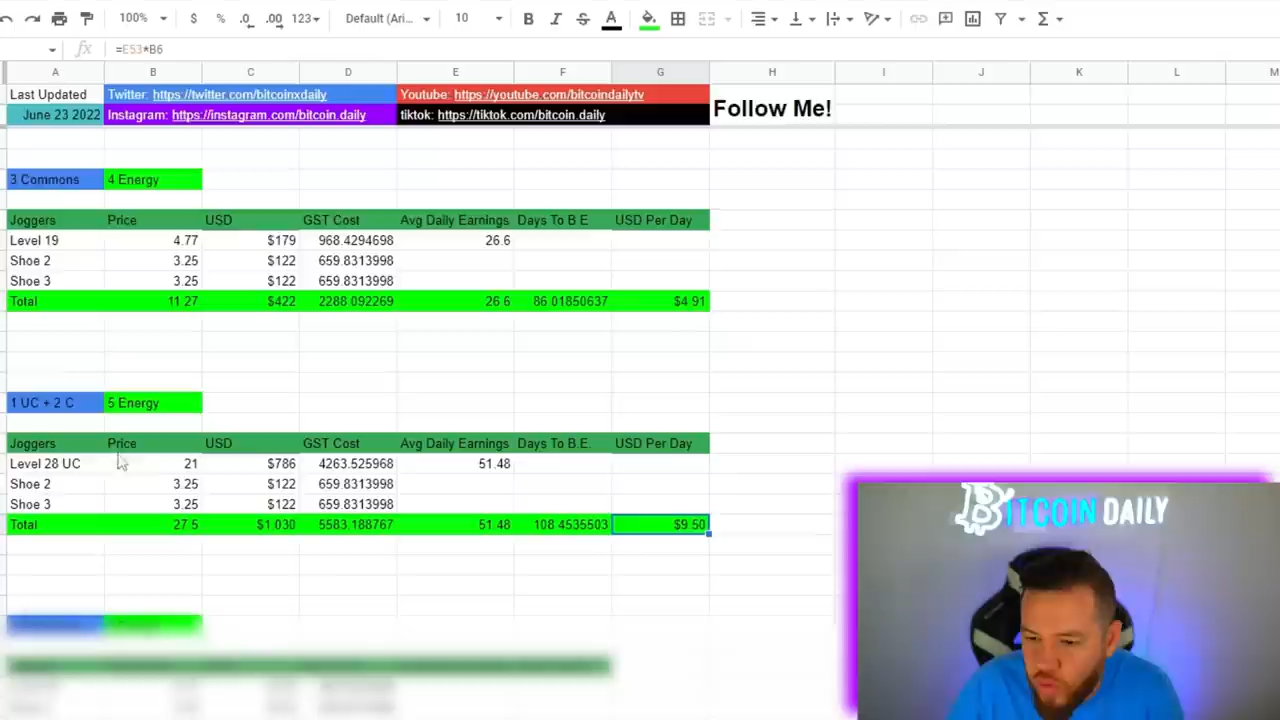 100% $ % .0 .00 123 Default (Ari... 10 B I S A
fx =E53*B6
A B C D E F G H I J K L M
Last Updated Twitter: https://twitter.com/bitcoinxdaily Youtube: https://youtube.com/bitcoindailytv
June 23 2022 Instagram: https://instagram.com/bitcoin.daily tiktok: https://tiktok.com/bitcoin.daily Follow Me!
3 Commons 4 Energy
Joggers Price USD GST Cost Avg Daily Earnings Days To B E USD Per Day
Level 19 4.77 $179 968.4294698 26.6
Shoe 2 3.25 $122 659.8313998
Shoe 3 3.25 $122 659.8313998
Total 11.27 $422 2288.092269 26.6 86.01850637 $4.91
1 UC + 2 C 5 Energy
Joggers Price USD GST Cost Avg Daily Earnings Days To B.E. USD Per Day
Level 28 UC 21 $786 4263.525968 51.48
Shoe 2 3.25 $122 659.8313998
Shoe 3 3.25 $122 659.8313998
Total 27.5 $1,030 5583.188767 51.48 108.4535503 $9.50
BITCOIN DAILY